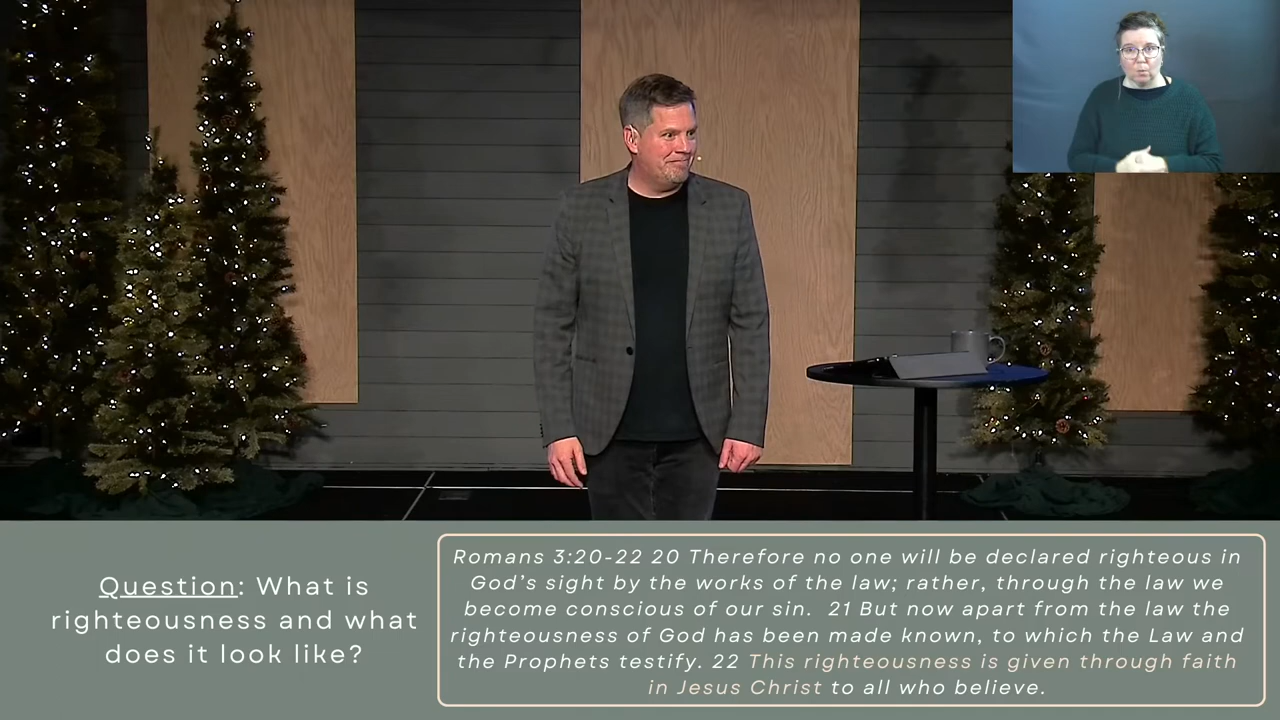 Question: What is
righteousness and what
does it look like?
Romans 3:20-22 20 Therefore no one will be declared righteous in
God's sight by the works of the law; rather, through the law we
become conscious of our sin.  21 But now apart from the law the
righteousness of God has been made known, to which the Law and
the Prophets testify. 22 This righteousness is given through faith
in Jesus Christ to all who believe.